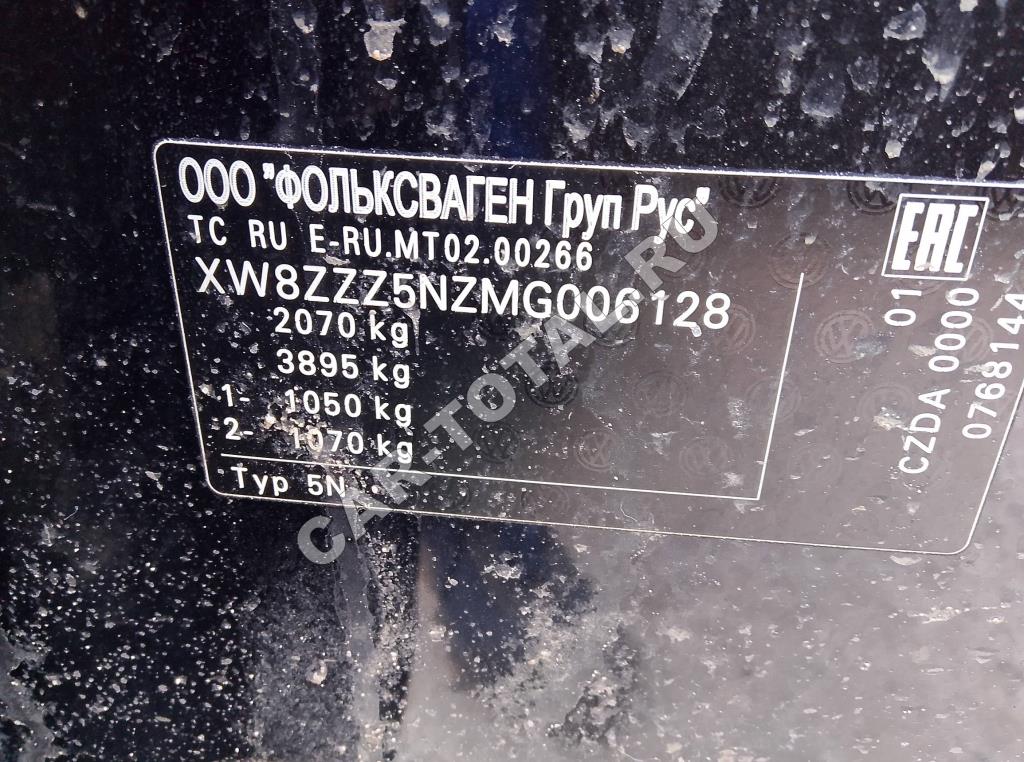 ООО "ФОЛЬКСВАГЕН Груп Рус"
ТС RU E-RU.MT02.00266
XW8ZZZ5NZMG006128
2070 kg
3895 kg
1- 1050 kg
2- 1070 kg
Typ 5N
EAC
01
CZDA 0000
0768144
CAR-TOTAL.RU